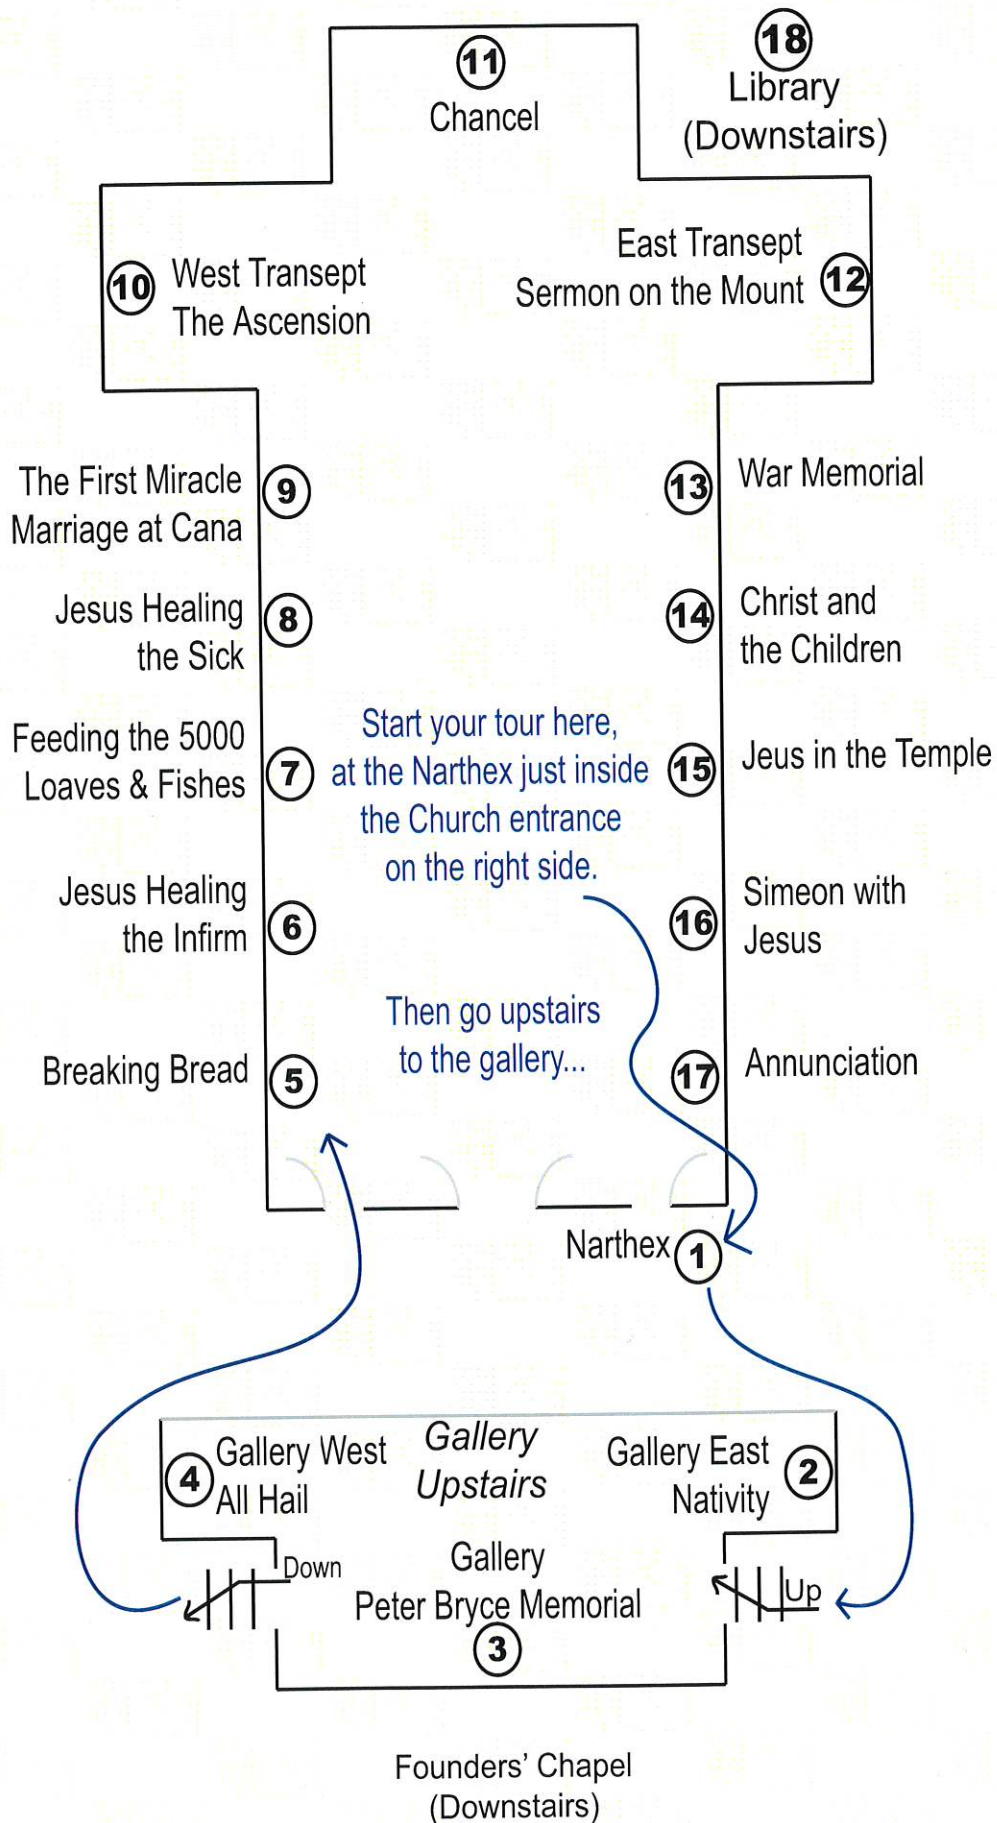 11
Chancel
18
Library
(Downstairs)
10
West Transept
The Ascension
East Transept
Sermon on the Mount
12
The First Miracle
Marriage at Cana
9
13
War Memorial
Jesus Healing
the Sick
8
14
Christ and
the Children
Feeding the 5000
Loaves & Fishes
7
Start your tour here,
at the Narthex just inside
the Church entrance
on the right side.
15
Jeus in the Temple
Jesus Healing
the Infirm
6
16
Simeon with
Jesus
Then go upstairs
to the gallery...
Breaking Bread
5
17
Annunciation
Narthex
1
4
Gallery West
All Hail
Gallery
Upstairs
Gallery East
Nativity
2
Down
Gallery
Peter Bryce Memorial
3
Up
Founders' Chapel
(Downstairs)